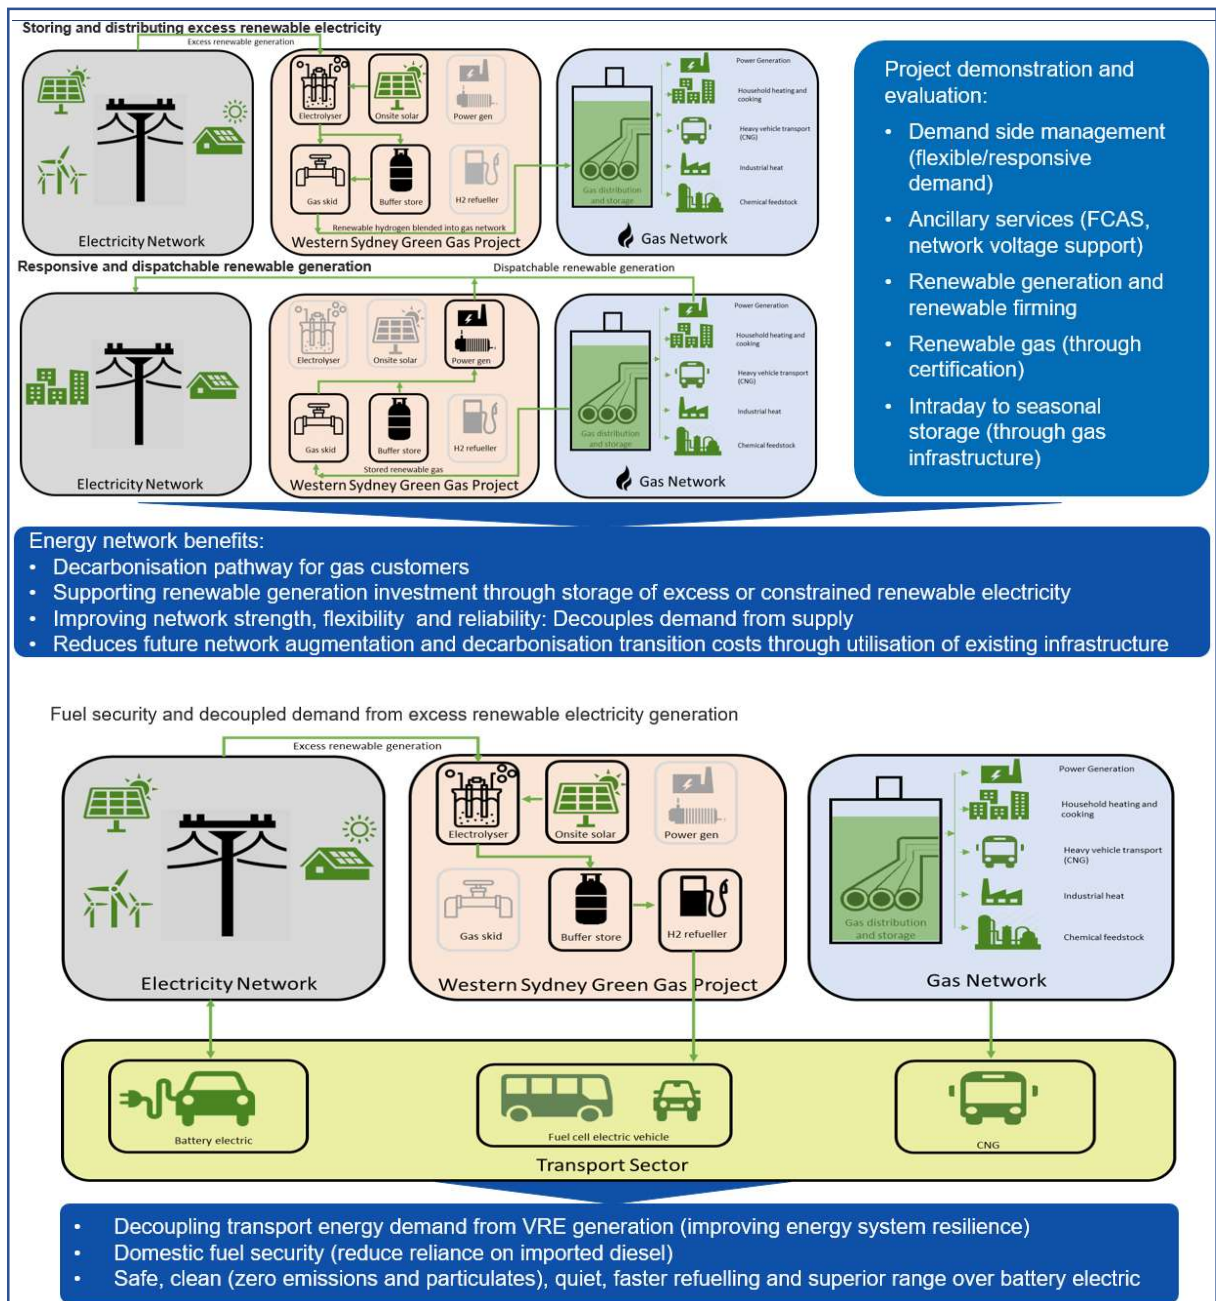 Storing and distributing excess renewable electricity
Excess renewable generation
Electrolyser
Onsite solar
Power gen
Gas skid
Buffer store
H2 refueller
Renewable hydrogen blended into gas network
Electricity Network
Western Sydney Green Gas Project
Gas distribution
and storage
Power Generation
Household heating and
cooking
Heavy vehicle transport
(CNG)
Industrial heat
Chemical feedstock
Gas Network
Responsive and dispatchable renewable generation
Dispatchable renewable generation
Electrolyser
Onsite solar
Power gen
Gas skid
Buffer store
H2 refueller
Stored renewable gas
Electricity Network
Western Sydney Green Gas Project
Gas distribution
and storage
Power Generation
Household heating and
cooking
Heavy vehicle transport
(CNG)
Industrial heat
Chemical feedstock
Gas Network
Project demonstration and
evaluation:
• Demand side management
(flexible/responsive
demand)
• Ancillary services (FCAS,
network voltage support)
• Renewable generation and
renewable firming
• Renewable gas (through
certification)
• Intraday to seasonal
storage (through gas
infrastructure)
Energy network benefits:
• Decarbonisation pathway for gas customers
• Supporting renewable generation investment through storage of excess or constrained renewable electricity
• Improving network strength, flexibility and reliability: Decouples demand from supply
• Reduces future network augmentation and decarbonisation transition costs through utilisation of existing infrastructure
Fuel security and decoupled demand from excess renewable electricity generation
Excess renewable generation
Electrolyser
Onsite solar
Power gen
Gas skid
Buffer store
H2 refueller
Electricity Network
Western Sydney Green Gas Project
Gas distribution
and storage
Power Generation
Household heating and
cooking
Heavy vehicle transport
(CNG)
Industrial heat
Chemical feedstock
Gas Network
Battery electric
Fuel cell electric vehicle
CNG
Transport Sector
• Decoupling transport energy demand from VRE generation (improving energy system resilience)
• Domestic fuel security (reduce reliance on imported diesel)
• Safe, clean (zero emissions and particulates), quiet, faster refuelling and superior range over battery electric